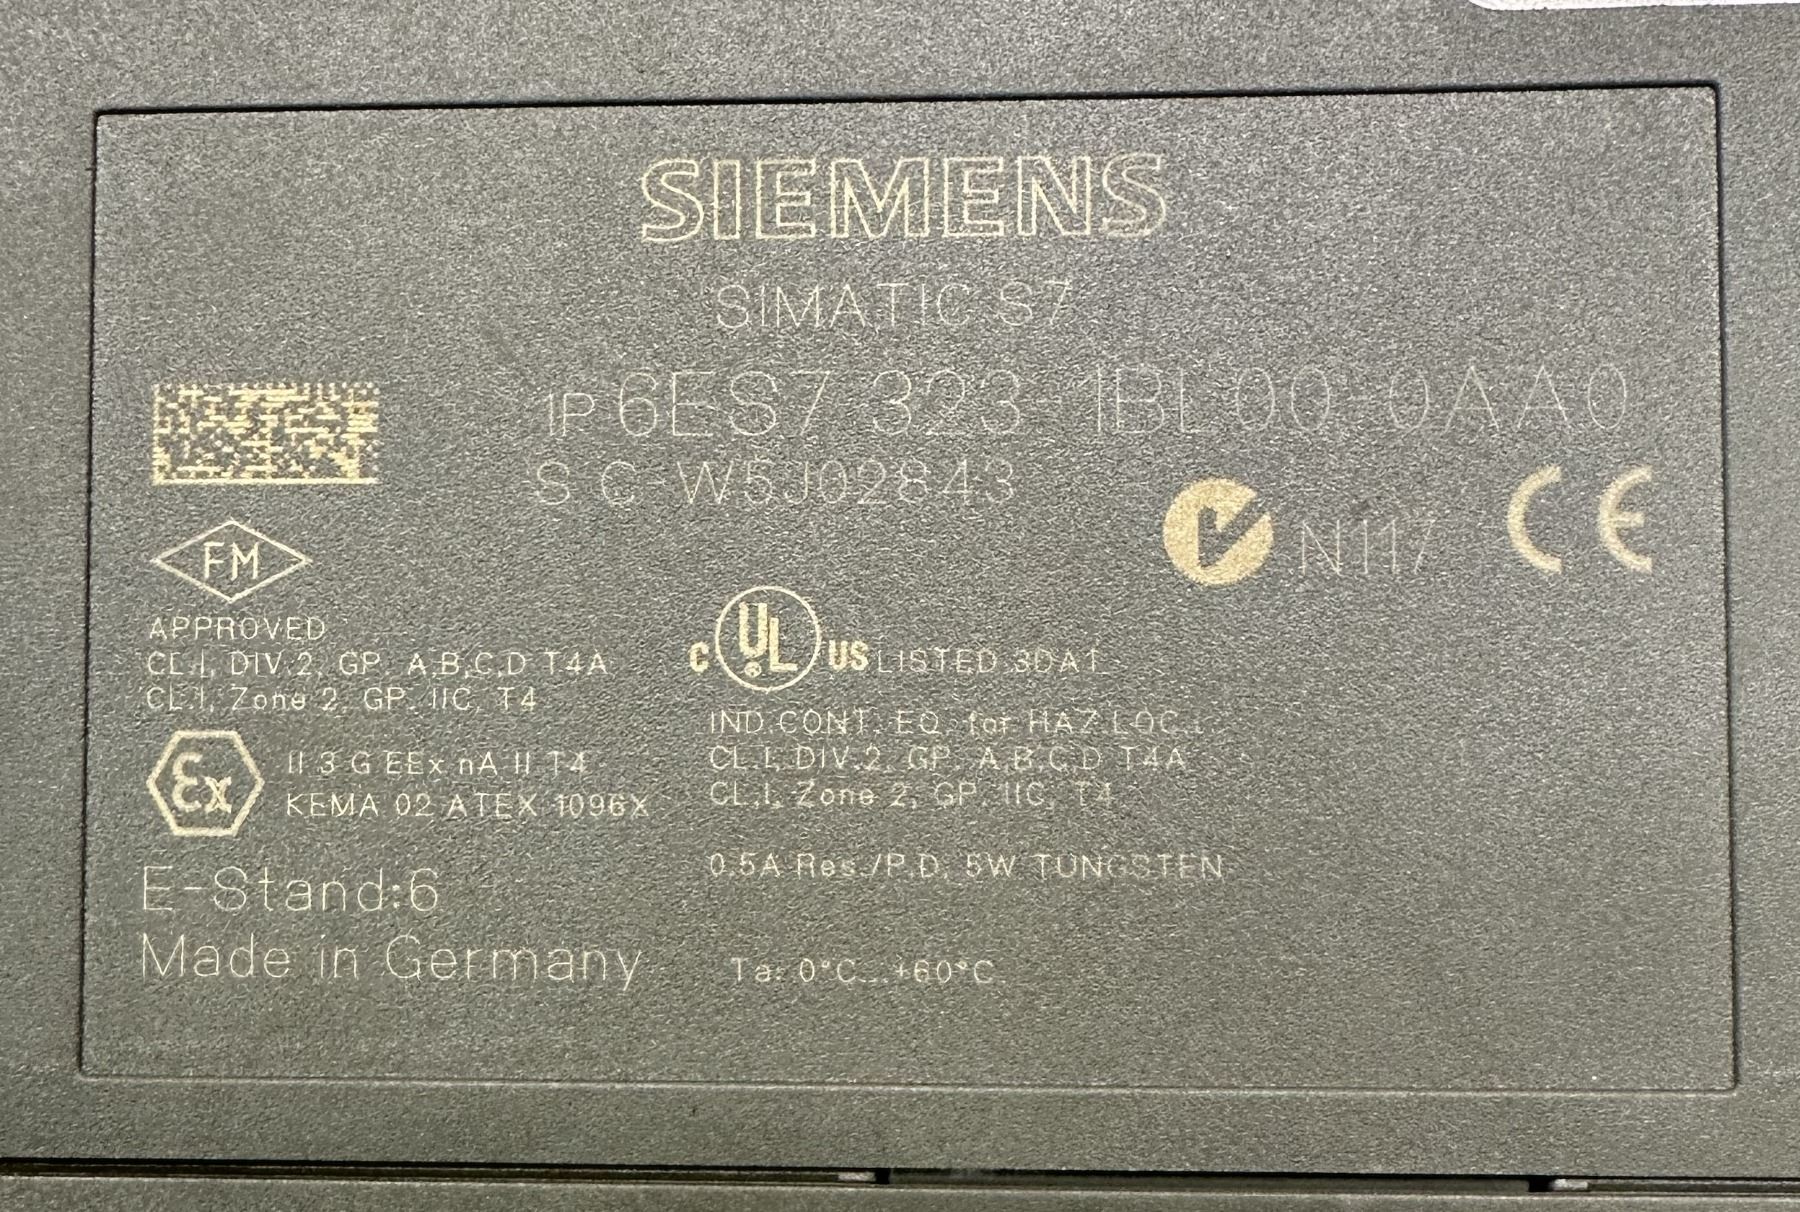 SIEMENS
SIMATIC S7
1P 6ES7 323-1BL00-0AA0
S C-W5J02843
N117
CE
FM
APPROVED
CL.I, DIV.2, GP. A,B,C,D T4A
CL.I, Zone 2, GP. IIC, T4
C UL US LISTED 3DA1
IND.CONT. EQ. for HAZ.LOC.
CL.I, DIV.2, GP. A,B,C,D T4A
CL.I, Zone 2, GP. IIC, T4
Ex
II 3 G EEx nA II T4
KEMA 02 ATEX 1096X
0.5A Res./P.D. 5W TUNGSTEN
E-Stand:6
Made in Germany
Ta: 0°C...+60°C